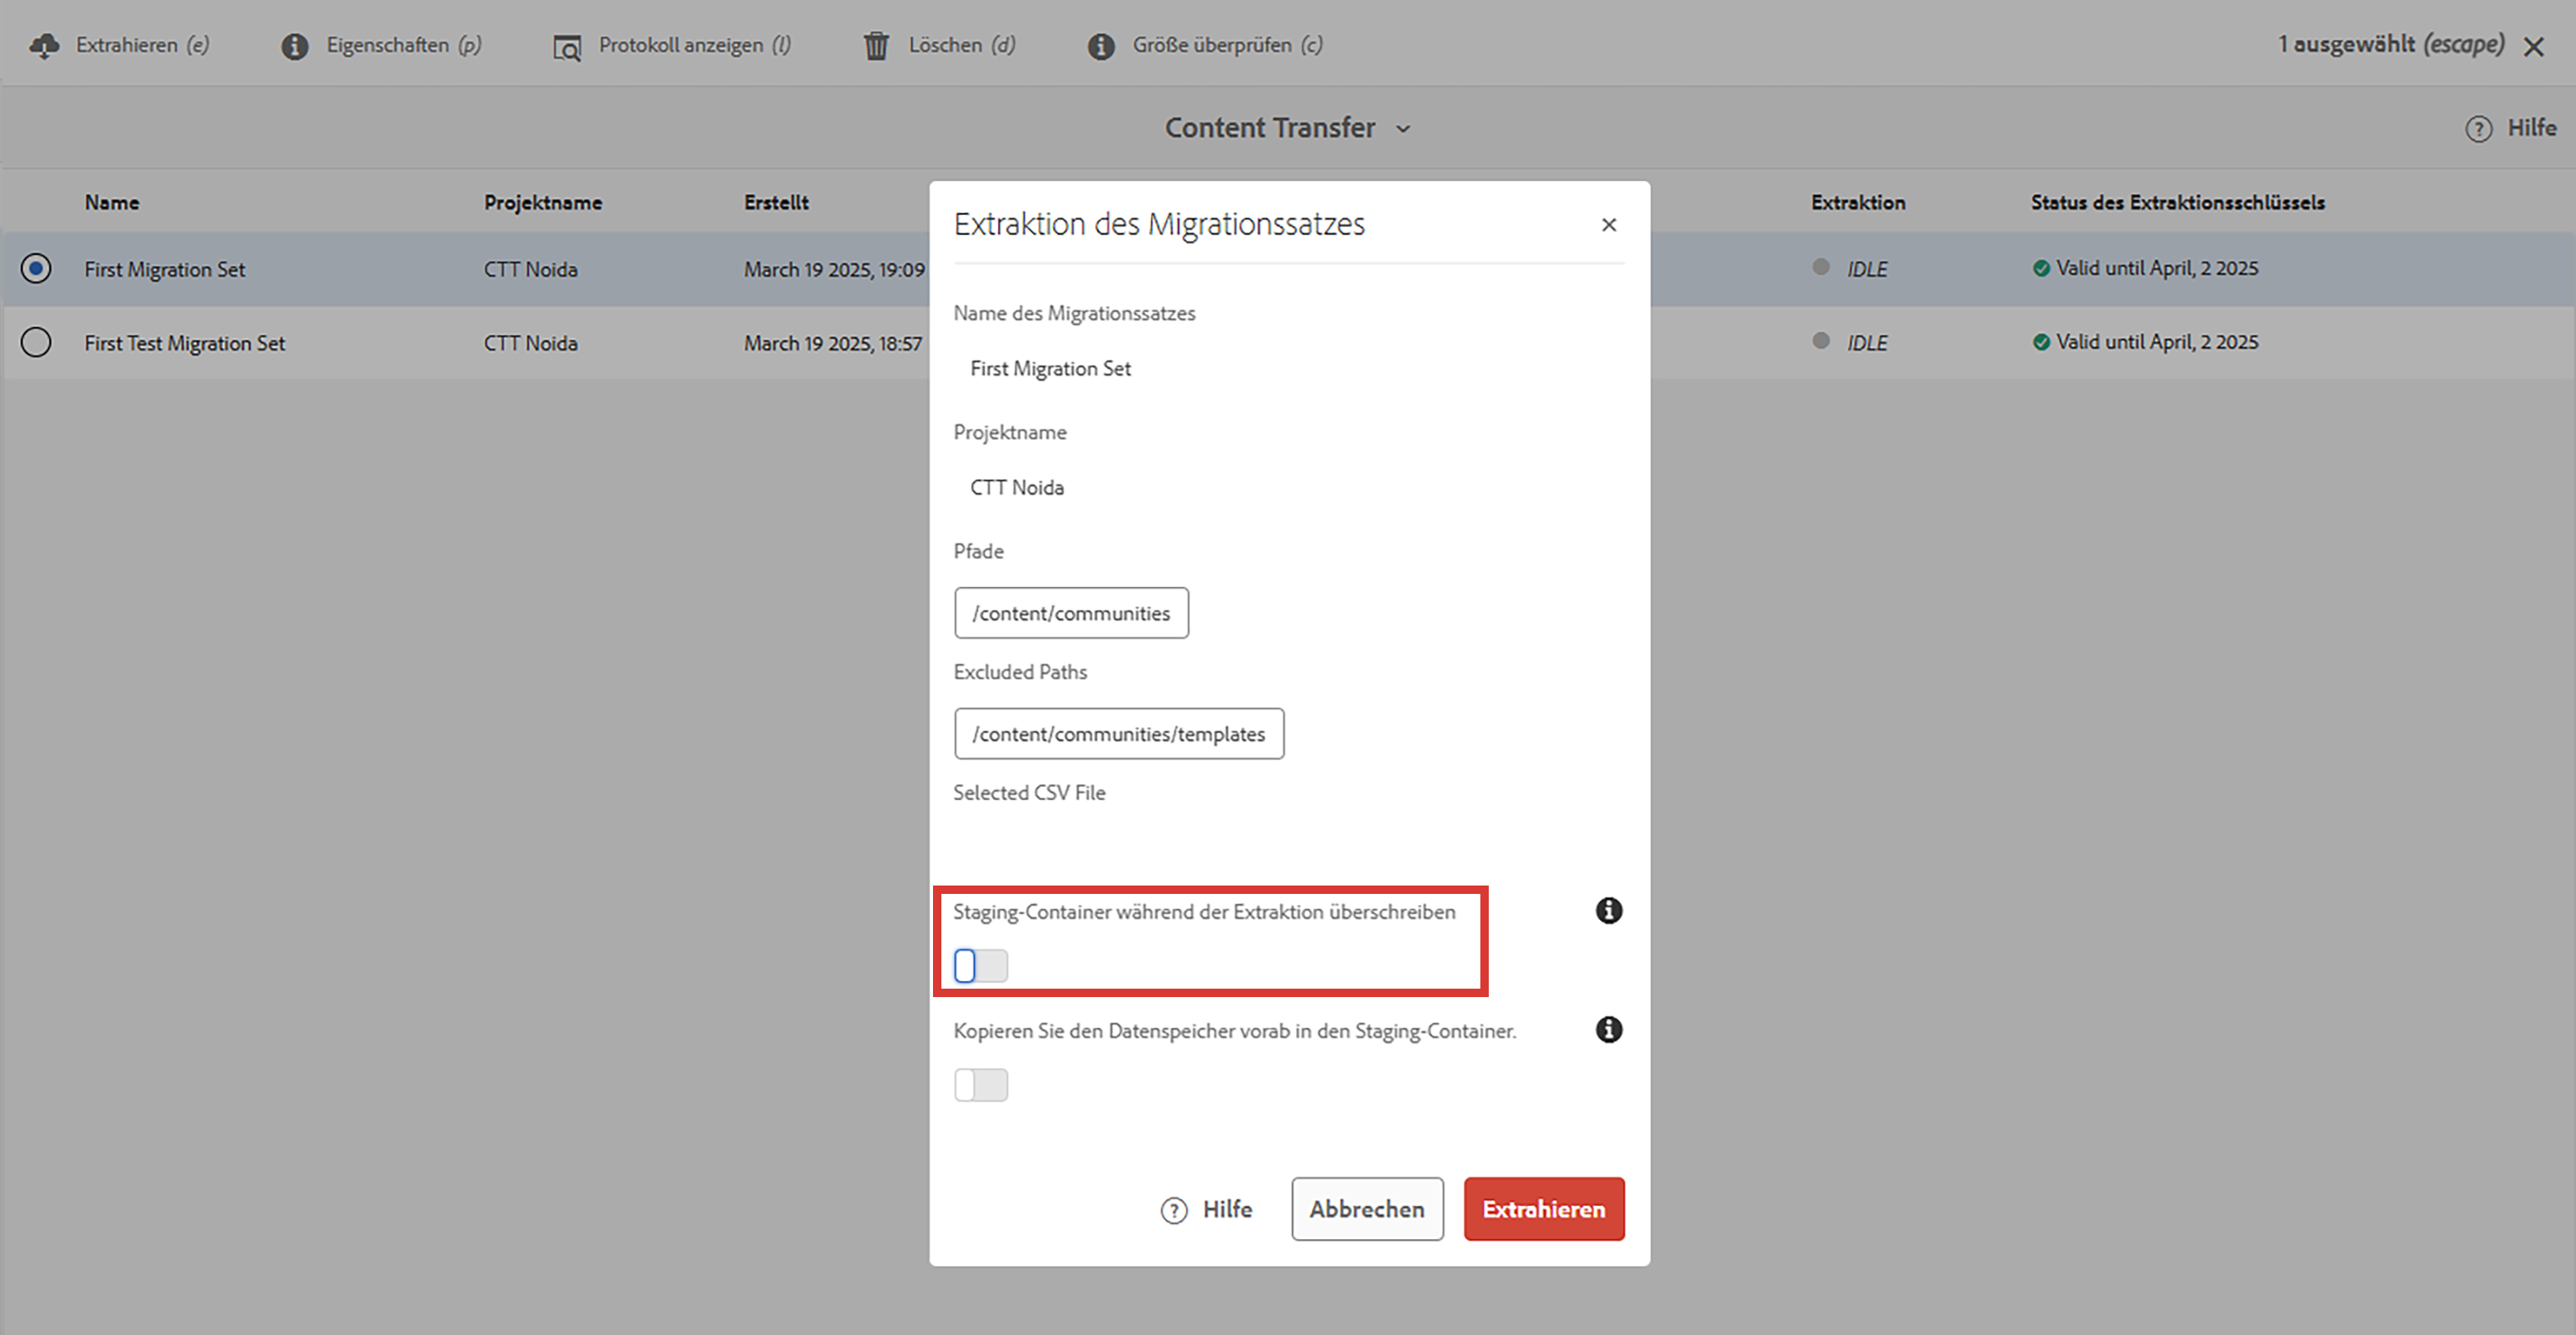 Extrahieren (e) Eigenschaften (p) Protokoll anzeigen (l) Löschen (d) Größe überprüfen (c) 1 ausgewählt (escape)
Content Transfer
Hilfe
Name Projektname Erstellt Extraktion Status des Extraktionsschlüssels
First Migration Set CTT Noida March 19 2025, 19:09 IDLE Valid until April, 2 2025
First Test Migration Set CTT Noida March 19 2025, 18:57 IDLE Valid until April, 2 2025
Extraktion des Migrationssatzes
Name des Migrationssatzes
First Migration Set
Projektname
CTT Noida
Pfade
/content/communities
Excluded Paths
/content/communities/templates
Selected CSV File
Staging-Container während der Extraktion überschreiben
Kopieren Sie den Datenspeicher vorab in den Staging-Container.
Hilfe Abbrechen Extrahieren